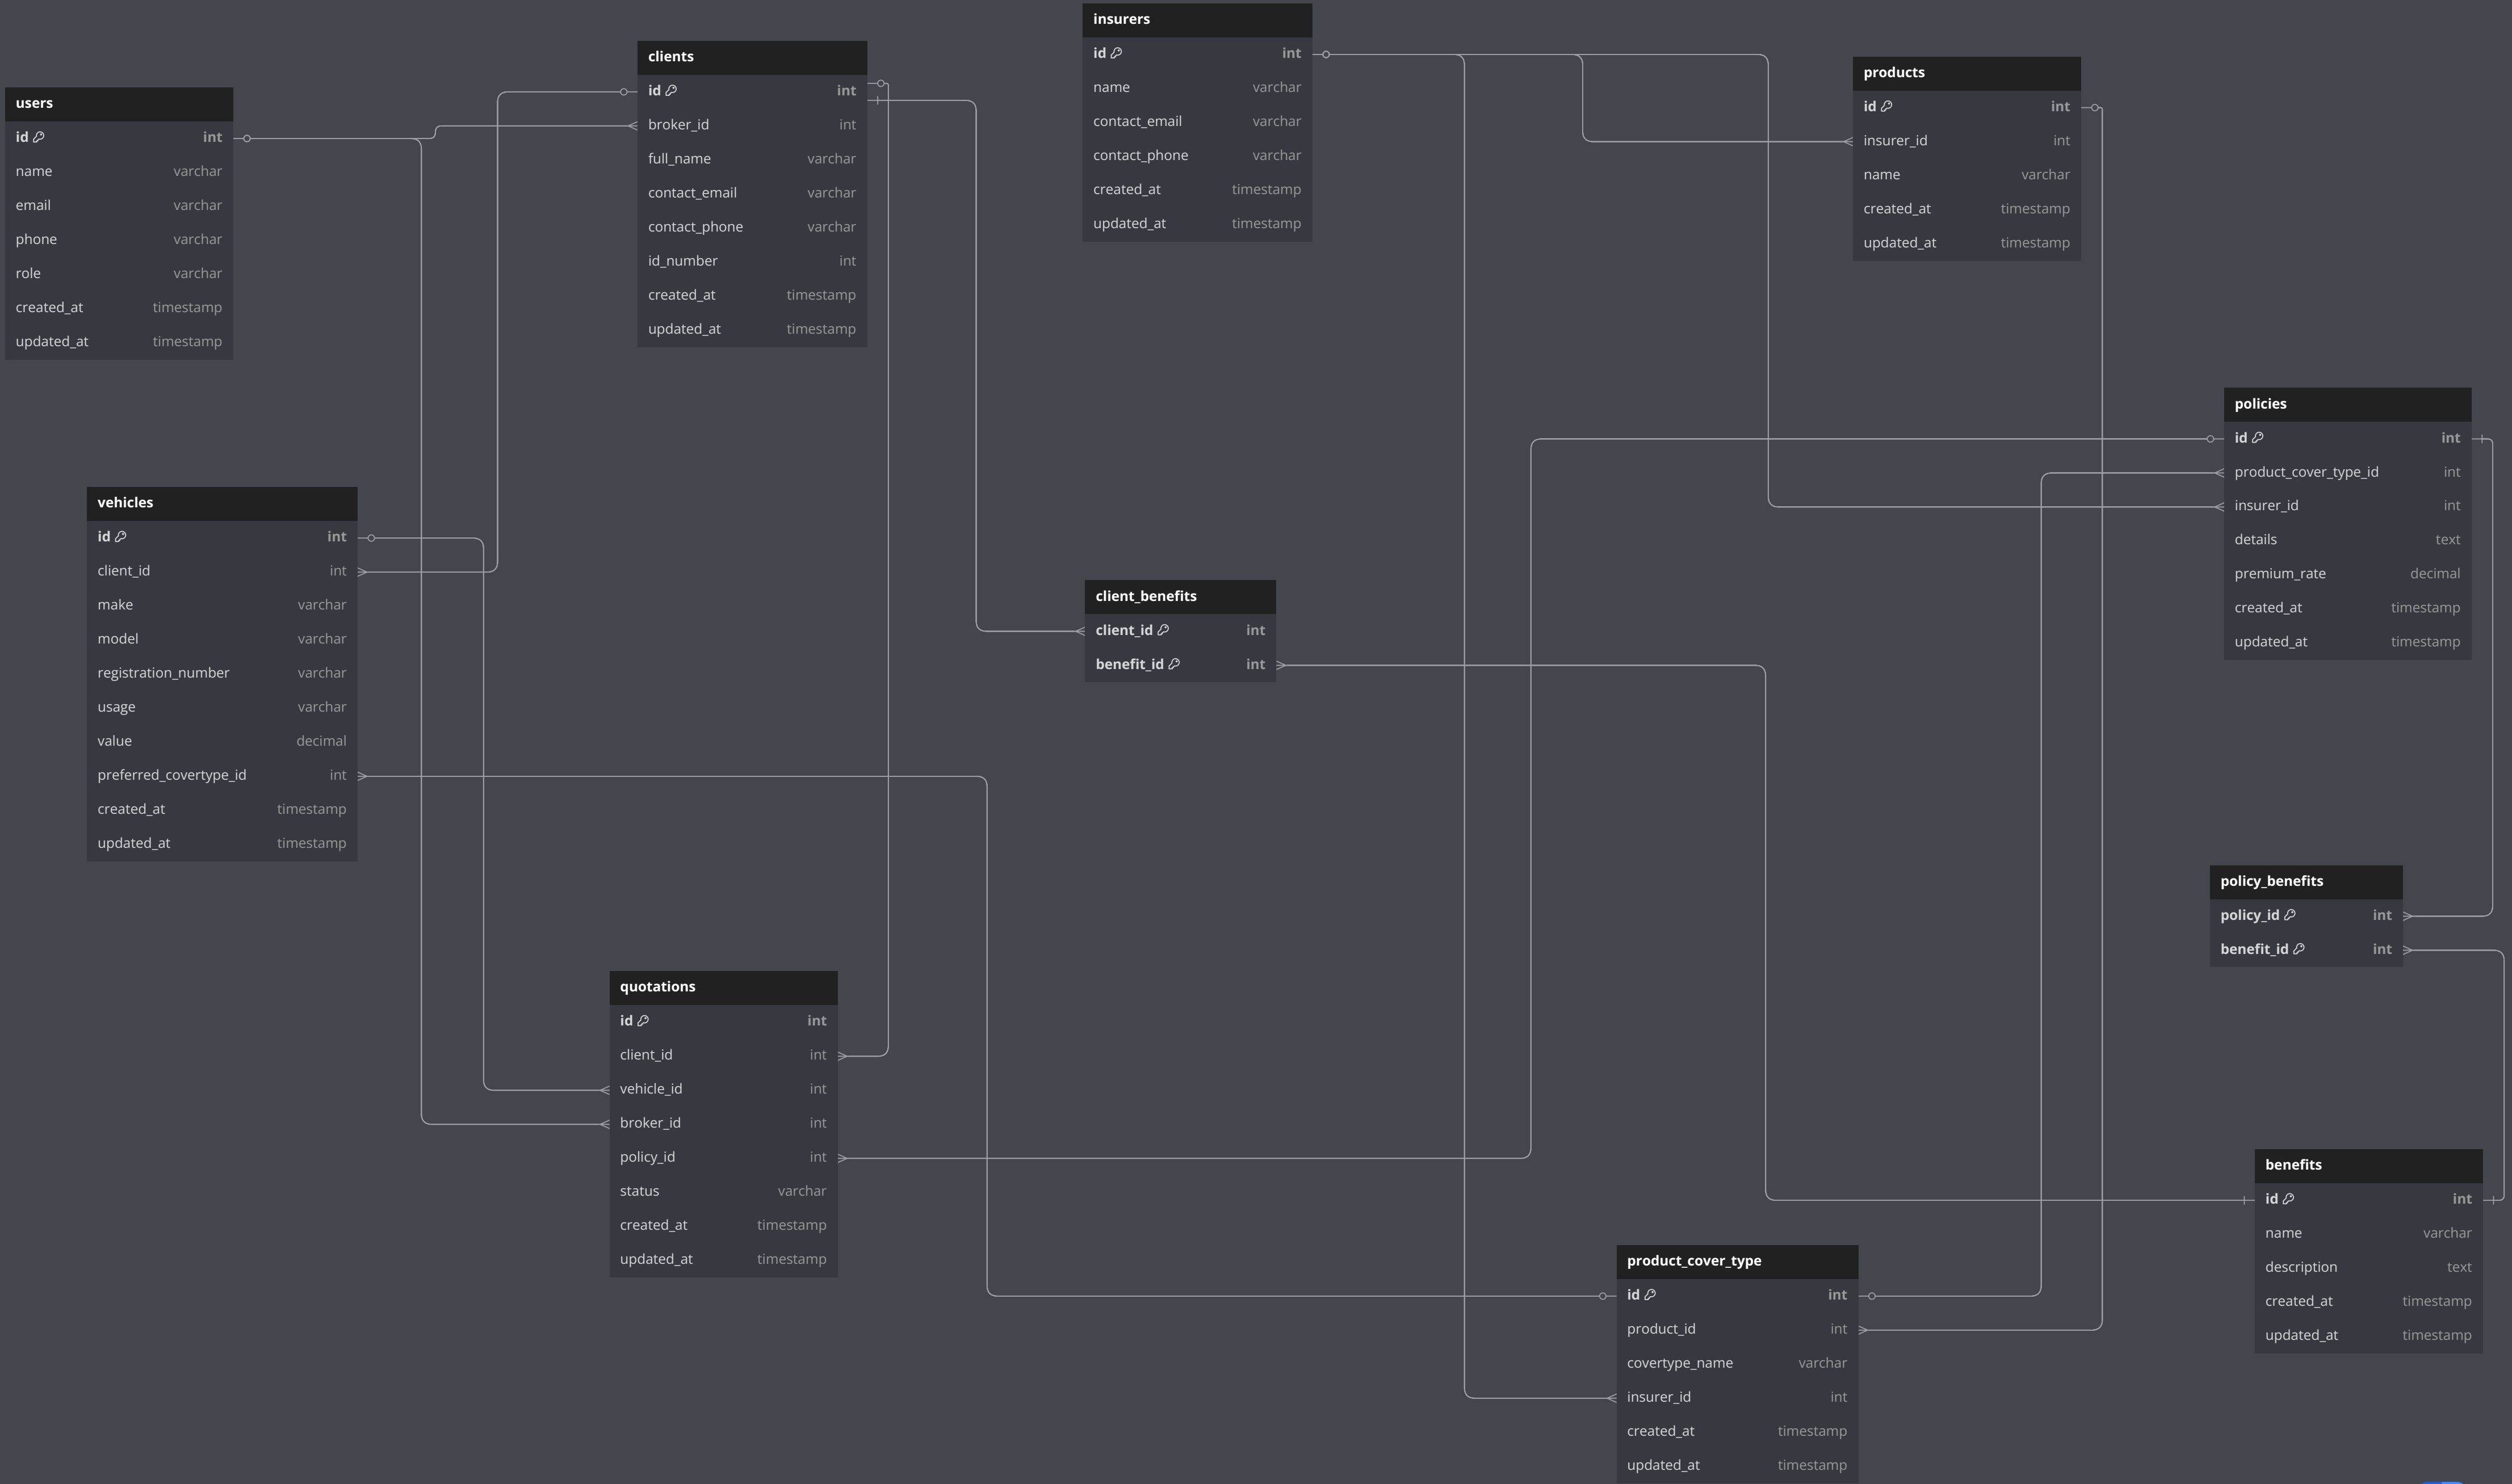 users
id int
name varchar
email varchar
phone varchar
role varchar
created_at timestamp
updated_at timestamp
clients
id int
broker_id int
full_name varchar
contact_email varchar
contact_phone varchar
id_number int
created_at timestamp
updated_at timestamp
insurers
id int
name varchar
contact_email varchar
contact_phone varchar
created_at timestamp
updated_at timestamp
products
id int
insurer_id int
name varchar
created_at timestamp
updated_at timestamp
policies
id int
product_cover_type_id int
insurer_id int
details text
premium_rate decimal
created_at timestamp
updated_at timestamp
vehicles
id int
client_id int
make varchar
model varchar
registration_number varchar
usage varchar
value decimal
preferred_covertype_id int
created_at timestamp
updated_at timestamp
client_benefits
client_id int
benefit_id int
policy_benefits
policy_id int
benefit_id int
quotations
id int
client_id int
vehicle_id int
broker_id int
policy_id int
status varchar
created_at timestamp
updated_at timestamp
benefits
id int
name varchar
description text
created_at timestamp
updated_at timestamp
product_cover_type
id int
product_id int
covertype_name varchar
insurer_id int
created_at timestamp
updated_at timestamp